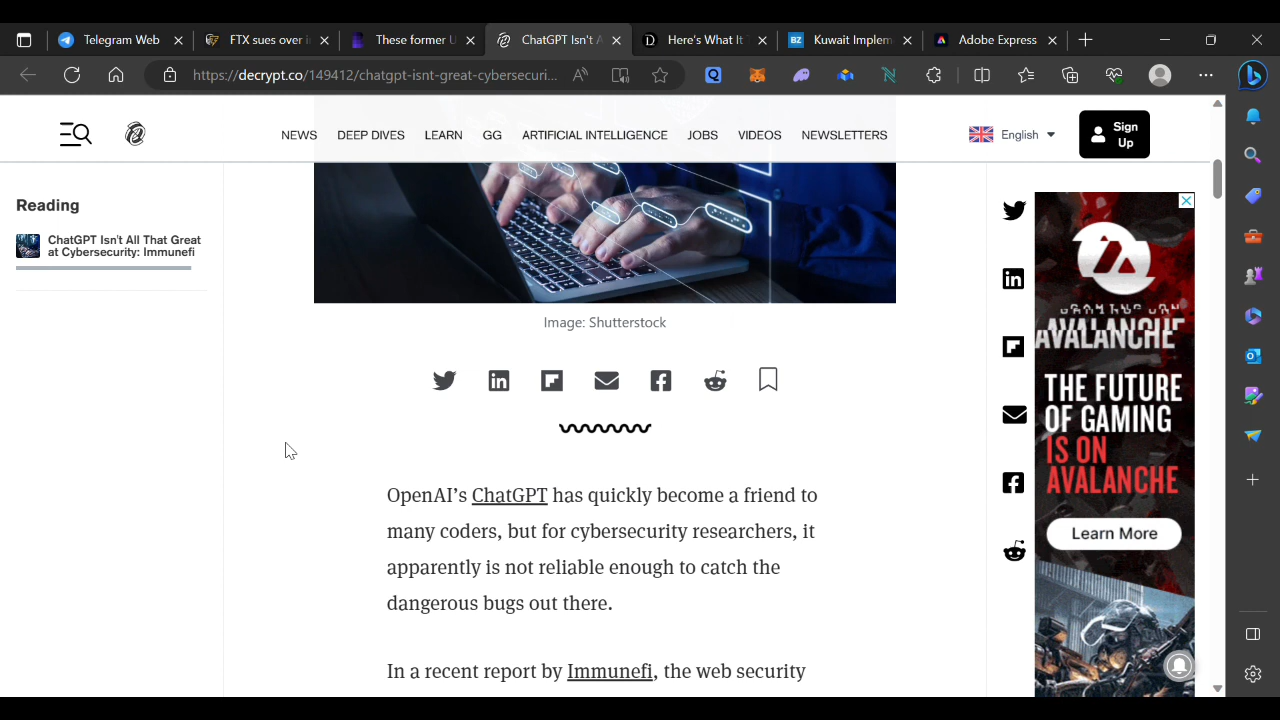 Telegram Web
FTX sues over i
These former U
ChatGPT Isn't A
Here's What It
Kuwait Implem
Adobe Express
https://decrypt.co/149412/chatgpt-isnt-great-cybersecuri...
NEWS
DEEP DIVES
LEARN
GG
ARTIFICIAL INTELLIGENCE
JOBS
VIDEOS
NEWSLETTERS
English
Sign
Up
Reading
ChatGPT Isn't All That Great
at Cybersecurity: Immunefi
Image: Shutterstock
OpenAI’s ChatGPT has quickly become a friend to
many coders, but for cybersecurity researchers, it
apparently is not reliable enough to catch the
dangerous bugs out there.
In a recent report by Immunefi, the web security
AVALANCHE
THE FUTURE
OF GAMING
IS ON
AVALANCHE
Learn More